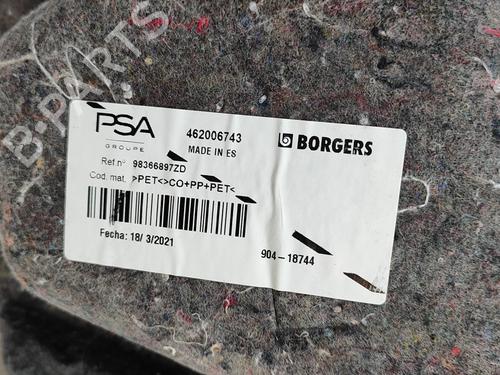 B-PARTS
PSA
GROUPE
462006743
MADE IN ES
BORGERS
Ref nº 98366897ZD
Cod. mat. >PET<>CO+PP+PET<
Fecha: 18/ 3/2021
904-18744